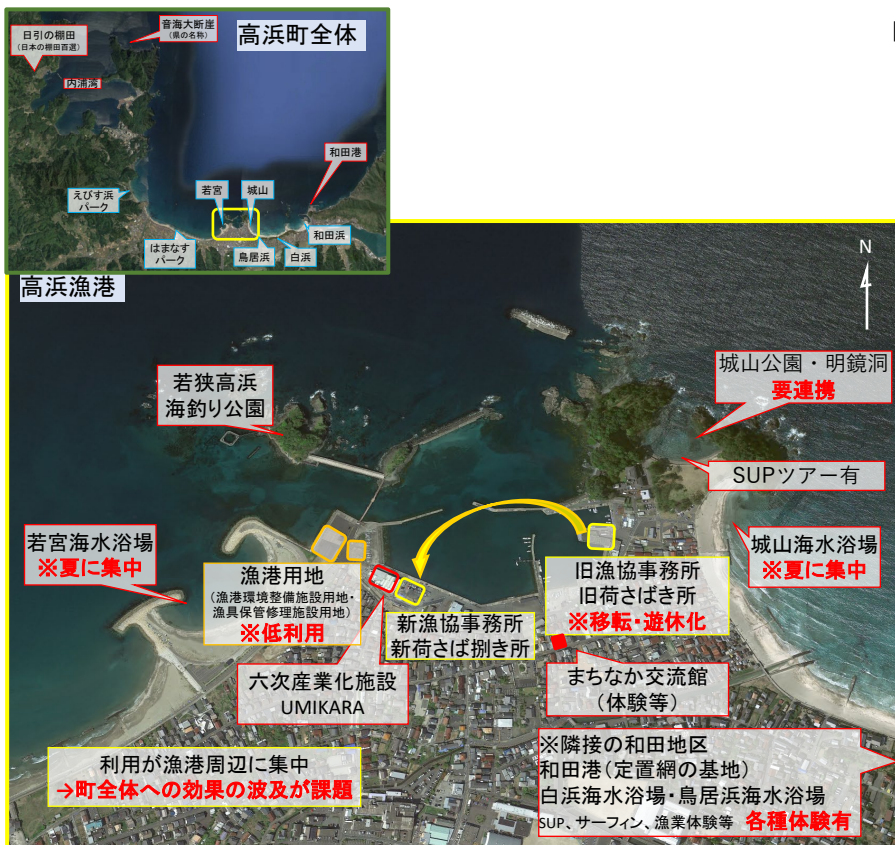 高浜町全体
日引の棚田
(日本の棚田百選)
音海大断崖
(県の名称)
内浦湾
和田港
若宮
城山
えびす浜
パーク
はまなす
パーク
鳥居浜
白浜
和田浜
高浜漁港
N
若狭高浜
海釣り公園
城山公園・明鏡洞
要連携
SUPツアー有
若宮海水浴場
※夏に集中
漁港用地
(漁港環境整備施設用地・
漁具保管修理施設用地)
※低利用
新漁協事務所
新荷さば捌き所
旧漁協事務所
旧荷さばき所
※移転・遊休化
城山海水浴場
※夏に集中
六次産業化施設
UMIKARA
まちなか交流館
(体験等)
利用が漁港周辺に集中
→町全体への効果の波及が課題
※隣接の和田地区
和田港(定置網の基地)
白浜海水浴場・鳥居浜海水浴場
SUP、サーフィン、漁業体験等 各種体験有